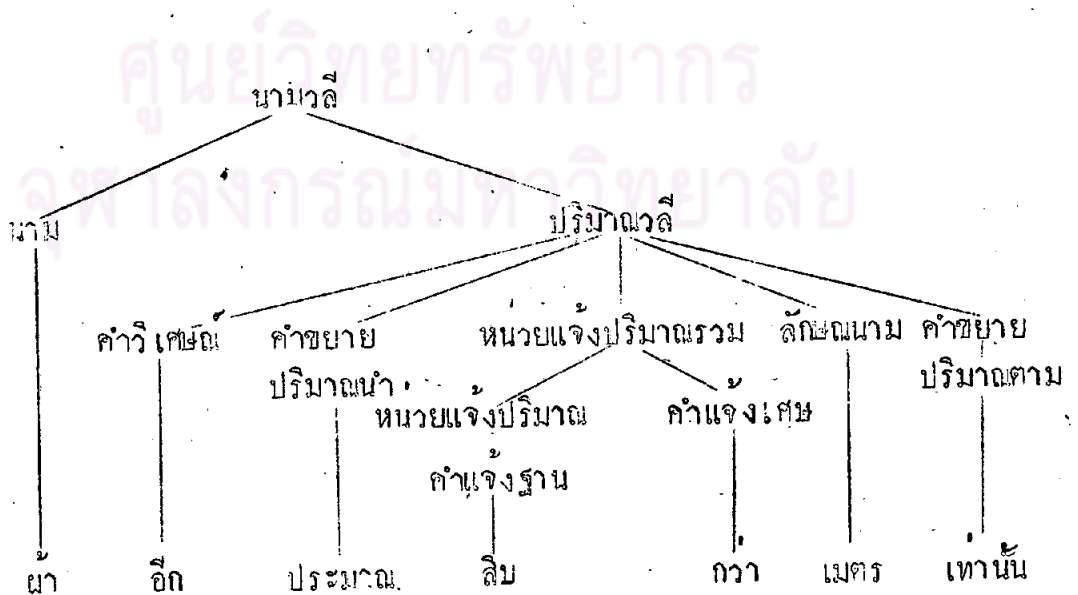 ศูนย์วิทยทรัพยากร
จุฬาลงกรณ์มหาวิทยาลัย
นามวลี
นาม ปริมาณวลี
คำวิเศษณ์ คำขยาย หน่วยแจ้งปริมาณรวม ลักษณนาม คำขยาย
ปริมาณนำ ปริมาณตาม
หน่วยแจ้งปริมาณ คำแจ้งเศษ
คำแจ้งฐาน
ผ้า อีก ประมาณ สิบ กว่า เมตร เท่านั้น